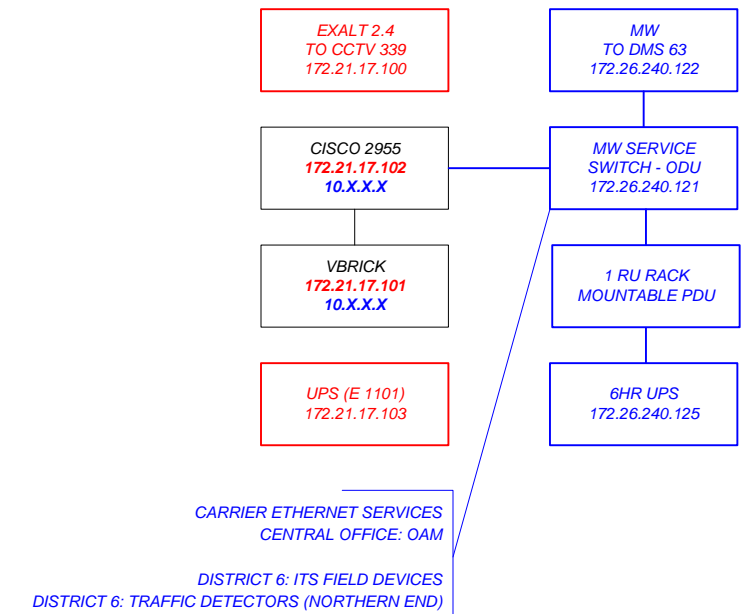 EXALT 2.4
TO CCTV 339
172.21.17.100
MW
TO DMS 63
172.26.240.122
CISCO 2955
172.21.17.102
10.X.X.X
MW SERVICE
SWITCH - ODU
172.26.240.121
VBRICK
172.21.17.101
10.X.X.X
1 RU RACK
MOUNTABLE PDU
UPS (E 1101)
172.21.17.103
6HR UPS
172.26.240.125
CARRIER ETHERNET SERVICES
CENTRAL OFFICE: OAM
DISTRICT 6: ITS FIELD DEVICES
DISTRICT 6: TRAFFIC DETECTORS (NORTHERN END)